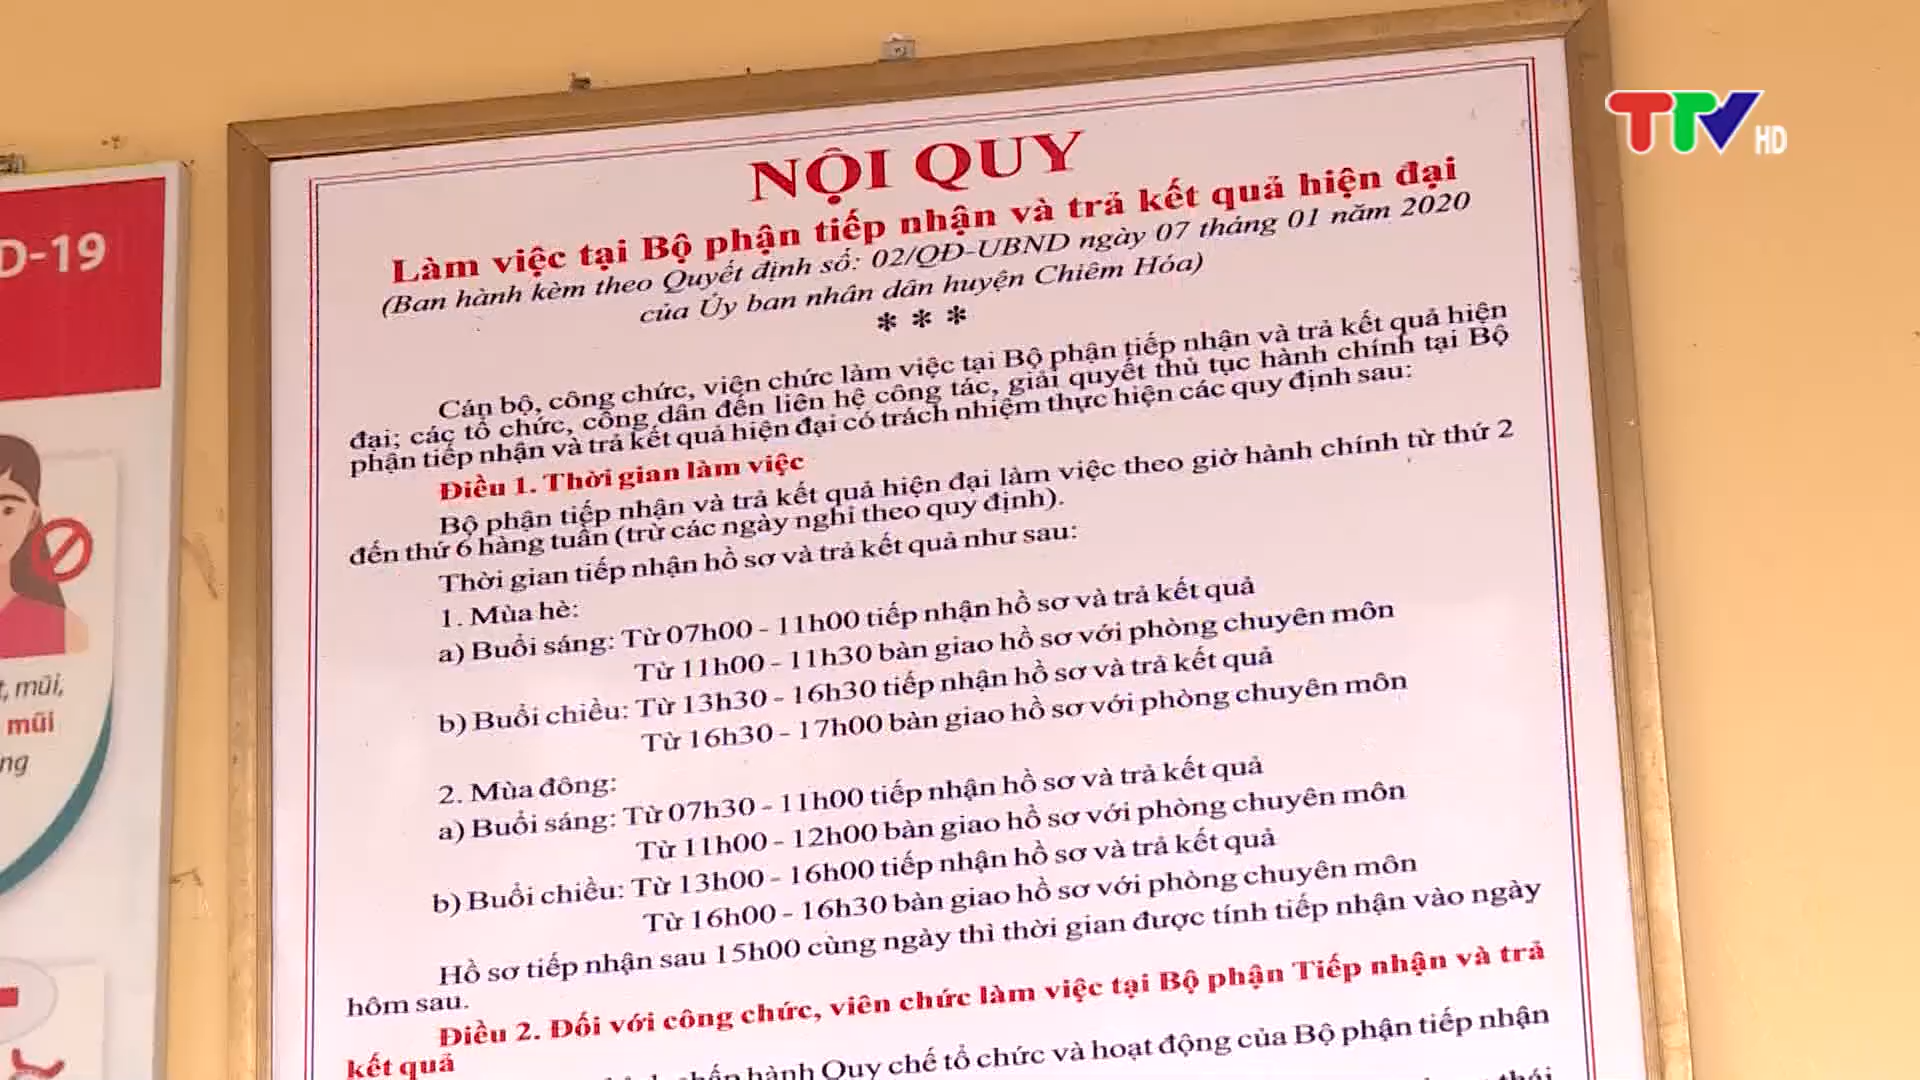 TTV HD
D-19
t, mũi,
mũi
ng
NỘI QUY
Làm việc tại Bộ phận tiếp nhận và trả kết quả hiện đại
(Ban hành kèm theo Quyết định số: 02/QĐ-UBND ngày 07 tháng 01 năm 2020
của Ủy ban nhân dân huyện Chiêm Hóa)
***
Cán bộ, công chức, viên chức làm việc tại Bộ phận tiếp nhận và trả kết quả hiện
đại; các tổ chức, công dân đến liên hệ công tác, giải quyết thủ tục hành chính tại Bộ
phận tiếp nhận và trả kết quả hiện đại có trách nhiệm thực hiện các quy định sau:
Điều 1. Thời gian làm việc
Bộ phận tiếp nhận và trả kết quả hiện đại làm việc theo giờ hành chính từ thứ 2
đến thứ 6 hàng tuần (trừ các ngày nghỉ theo quy định).
Thời gian tiếp nhận hồ sơ và trả kết quả như sau:
1. Mùa hè:
a) Buổi sáng: Từ 07h00 - 11h00 tiếp nhận hồ sơ và trả kết quả
Từ 11h00 - 11h30 bàn giao hồ sơ với phòng chuyên môn
b) Buổi chiều: Từ 13h30 - 16h30 tiếp nhận hồ sơ và trả kết quả
Từ 16h30 - 17h00 bàn giao hồ sơ với phòng chuyên môn
2. Mùa đông:
a) Buổi sáng: Từ 07h30 - 11h00 tiếp nhận hồ sơ và trả kết quả
Từ 11h00 - 12h00 bàn giao hồ sơ với phòng chuyên môn
b) Buổi chiều: Từ 13h00 - 16h00 tiếp nhận hồ sơ và trả kết quả
Từ 16h00 - 16h30 bàn giao hồ sơ với phòng chuyên môn
Hồ sơ tiếp nhận sau 15h00 cùng ngày thì thời gian được tính tiếp nhận vào ngày
hôm sau.
Điều 2. Đối với công chức, viên chức làm việc tại Bộ phận Tiếp nhận và trả
kết quả
hành Quy chế tổ chức và hoạt động của Bộ phận tiếp nhận